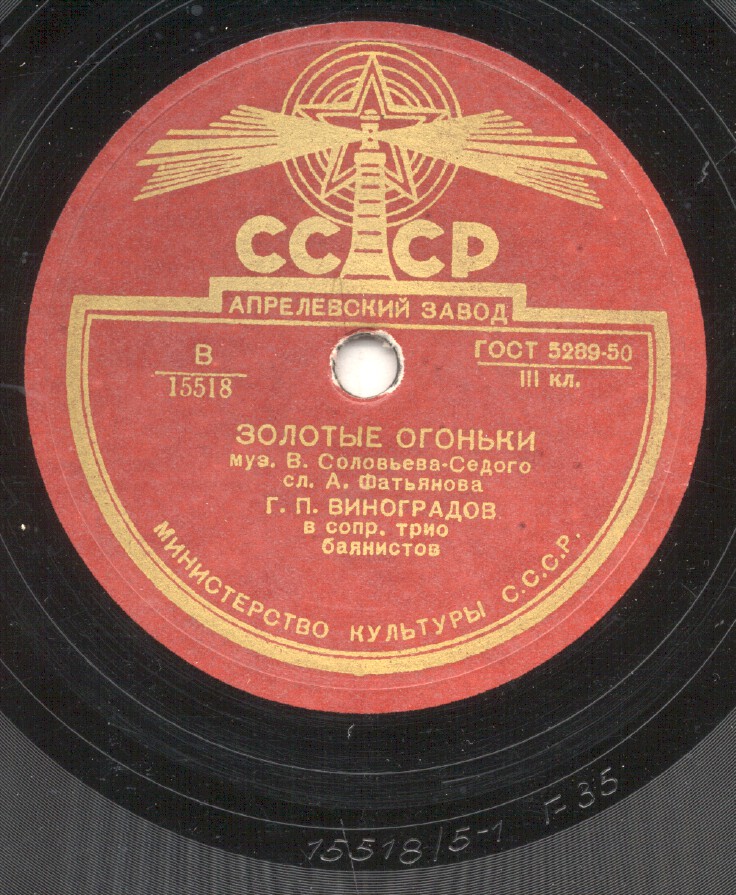 СССР
АПРЕЛЕВСКИЙ ЗАВОД
В
15518
ГОСТ 5289-50
III кл.
ЗОЛОТЫЕ ОГОНЬКИ
муз. В. Соловьева-Седого
сл. А. Фатьянова
Г. П. ВИНОГРАДОВ
в сопр. трио
баянистов
МИНИСТЕРСТВО КУЛЬТУРЫ С.С.С.Р.
15518/5-1 F 35